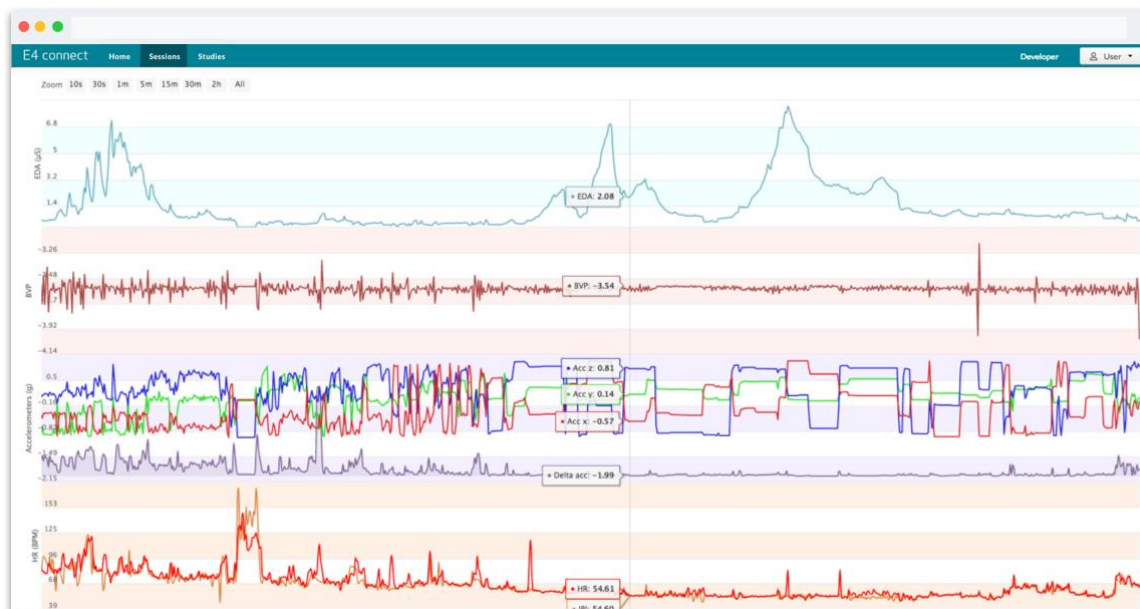 E4 connect Home Sessions Studies Developer User
Zoom 10s 30s 1m 5m 15m 30m 2h All
EDA (µS)
6.8
5
3.2
1.4
EDA: 2.08
BVP
−3.26
−3.92
−4.14
BVP: −3.54
Accelerometers (g)
0.5
−1.49
−2.15
Acc z: 0.81
Acc y: 0.14
Acc x: −0.57
Delta acc: −1.99
HR (BPM)
153
125
96
68
39
HR: 54.61